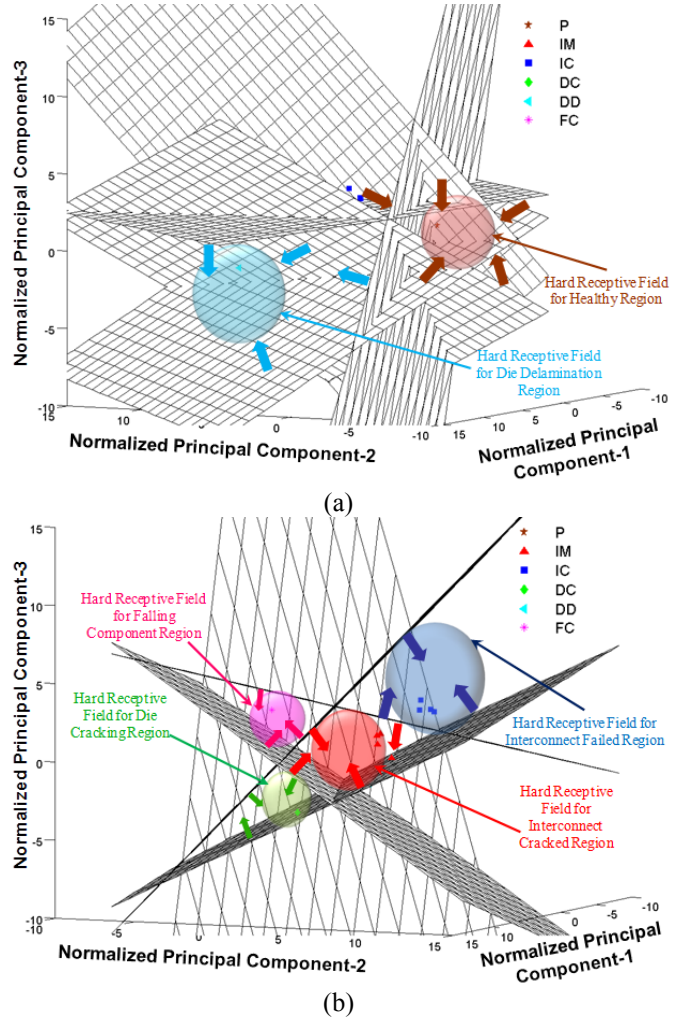 15
10
5
0
-5
-10
Normalized Principal Component-3
P
IM
IC
DC
DD
FC
Hard Receptive Field
for Healthy Region
Hard Receptive Field
for Die Delamination
Region
15
10
5
0
-5
-10
Normalized Principal Component-2
15
10
5
0
-5
-10
Normalized Principal
Component-1
(a)
15
10
5
0
-5
-10
Normalized Principal Component-3
P
IM
IC
DC
DD
FC
Hard Receptive Field
for Falling
Component Region
Hard Receptive
Field for Die
Cracking Region
Hard Receptive Field for
Interconnect Failed Region
Hard Receptive
Field for
Interconnect
Cracked Region
-5
0
5
10
15
Normalized Principal Component-2
15
10
5
0
-5
-10
Normalized Principal
Component-1
(b)